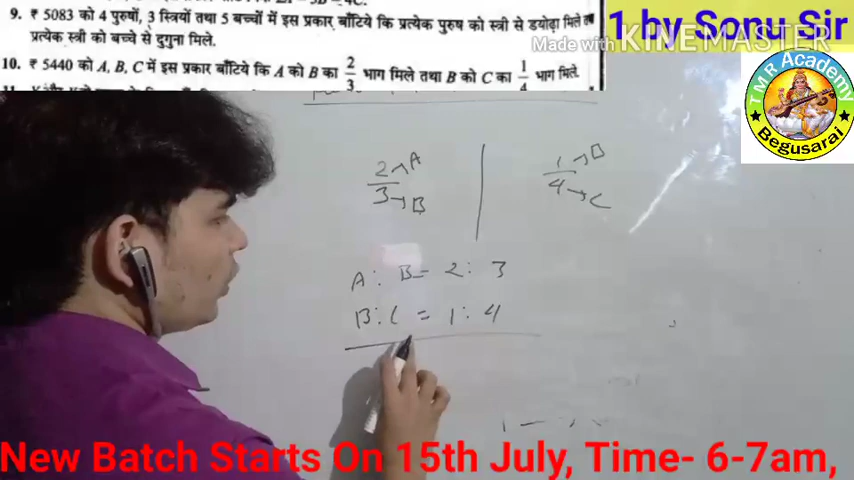 9. ₹ 5083 को 4 पुरुषों, 3 स्त्रियों तथा 5 बच्चों में इस प्रकार बाँटिये कि प्रत्येक पुरुष को स्त्री से डयोढ़ा मिले तथा
प्रत्येक स्त्री को बच्चे से दुगुना मिले.
10. ₹ 5440 को A, B, C में इस प्रकार बाँटिये कि A को B का 2/3 भाग मिले तथा B को C का 1/4 भाग मिले.
1 by Sonu Sir
Made with KINEMASTER
TMR Academy
Begusarai
2/3 → A → B
1/4 → B → C
A : B = 2 : 3
B : C = 1 : 4
New Batch Starts On 15th July, Time- 6-7am,